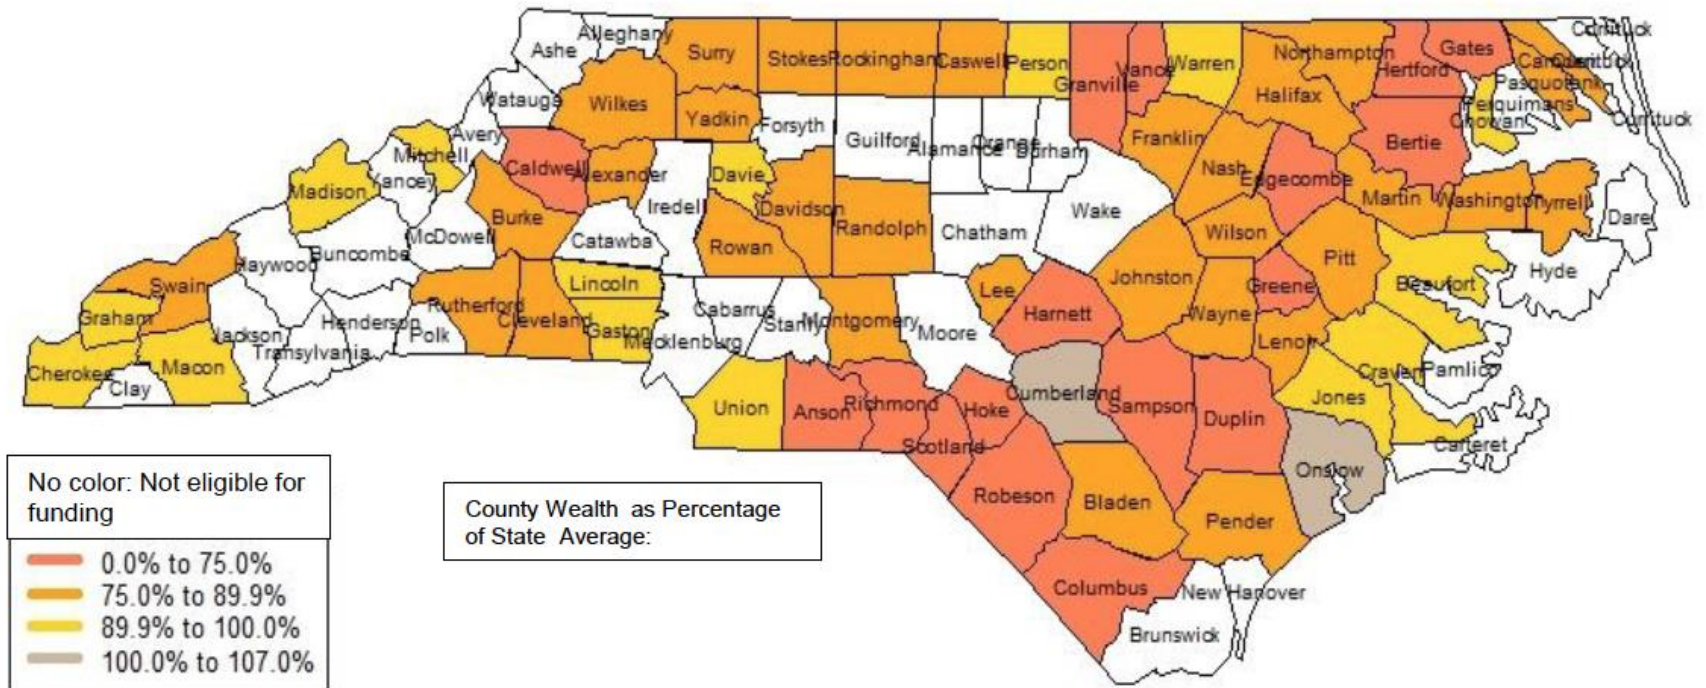 Currituck
Alleghany
Ashe
Surry
Stokes
Rockingham
Caswell
Person
Granville
Vance
Warren
Northampton
Hertford
Gates
Camden
Currituck
Pasquotank
Perquimans
Chowan
Currituck
Watauga
Wilkes
Yadkin
Forsyth
Guilford
Alamance
Orange
Durham
Franklin
Halifax
Bertie
Avery
Mitchell
Caldwell
Alexander
Davie
Nash
Edgecombe
Madison
Yancey
Iredell
Davidson
Randolph
Wake
Martin
Washington
Tyrrell
Dare
Burke
McDowell
Catawba
Rowan
Chatham
Wilson
Buncombe
Haywood
Pitt
Hyde
Swain
Lincoln
Lee
Johnston
Greene
Beaufort
Graham
Rutherford
Cleveland
Gaston
Cabarrus
Stanly
Montgomery
Moore
Harnett
Wayne
Lenoir
Jackson
Henderson
Polk
Mecklenburg
Transylvania
Cherokee
Macon
Clay
Craven
Pamlico
Union
Anson
Richmond
Hoke
Cumberland
Sampson
Duplin
Jones
Scotland
Carteret
Onslow
Robeson
Bladen
Pender
Columbus
New Hanover
Brunswick
No color: Not eligible for
funding
0.0% to 75.0%
75.0% to 89.9%
89.9% to 100.0%
100.0% to 107.0%
County Wealth as Percentage
of State Average: